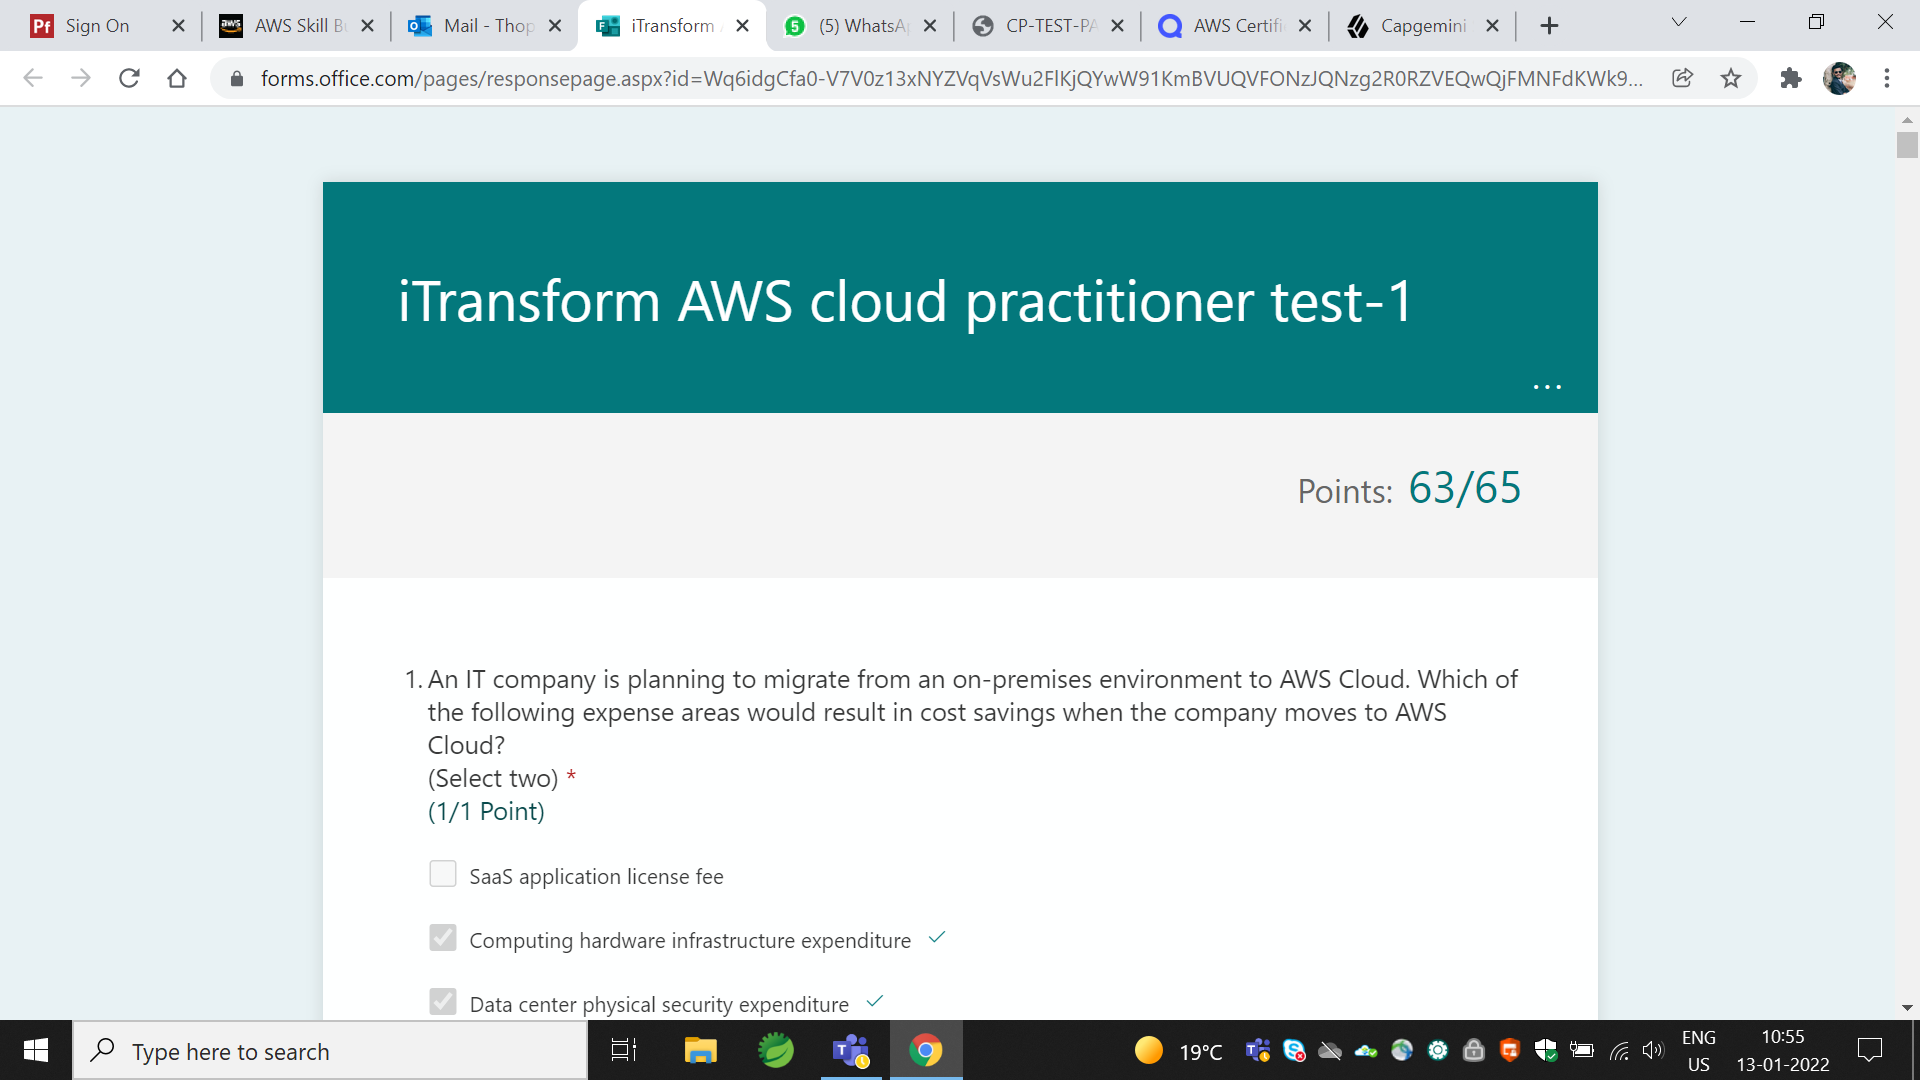 Sign On
AWS Skill B
Mail - Thop
iTransform
(5) WhatsA
CP-TEST-PA
AWS Certifi
Capgemini
forms.office.com/pages/responsepage.aspx?id=Wq6idgCfa0-V7V0z13xNYZVqVsWu2FlKjQYwW91KmBVUQVFONzJQNzg2R0RZVEQwQjFMNFdKWk9...
iTransform AWS cloud practitioner test-1
Points: 63/65
1. An IT company is planning to migrate from an on-premises environment to AWS Cloud. Which of
the following expense areas would result in cost savings when the company moves to AWS
Cloud?
(Select two) *
(1/1 Point)
SaaS application license fee
Computing hardware infrastructure expenditure
Data center physical security expenditure
Type here to search
19°C
ENG
US
10:55
13-01-2022